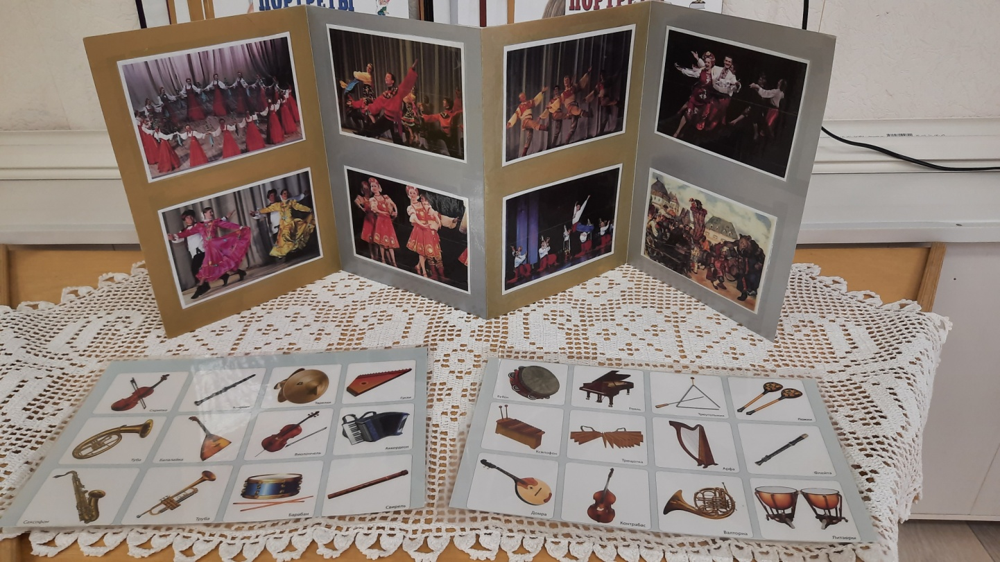 ПОРТРЕТЫ
ПОРТРЕТЫ
Скрипка
Кларнет
Тарелки
Гусли
Туба
Балалайка
Виолончель
Аккордеон
Саксофон
Труба
Барабан
Свирель
Бубен
Рояль
Треугольник
Ложки
Ксилофон
Трещотка
Арфа
Флейта
Домра
Контрабас
Валторна
Литавры